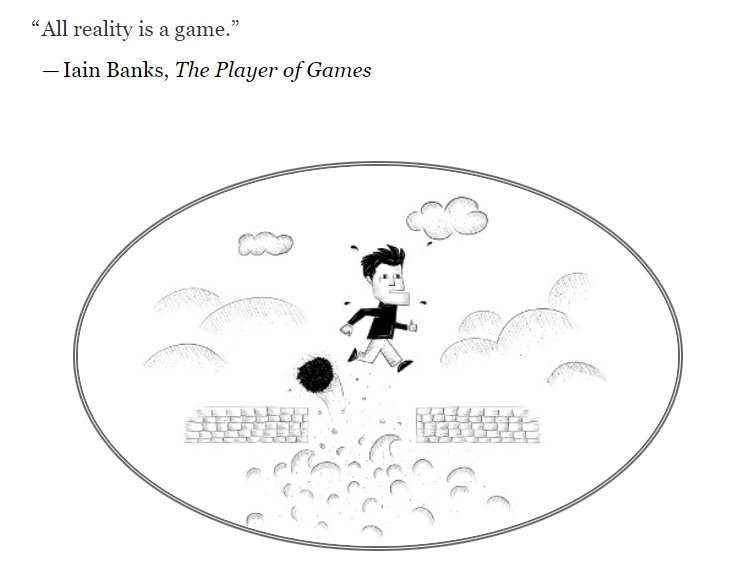 “All reality is a game.”
— Iain Banks, The Player of Games